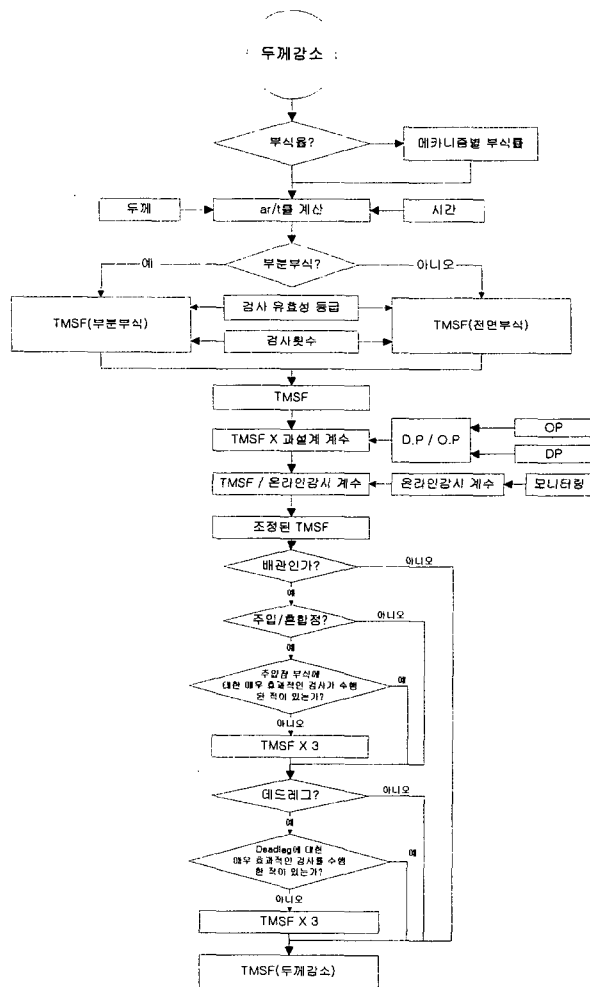 두께감소
부식율?
메카니즘별 부식률
두께
ar/t를 계산
시간
예
부분부식?
아니오
TMSF(부분부식)
검사 유효성 등급
TMSF(전면부식)
검사횟수
TMSF
OP
TMSF X 과설계 계수
D.P / O.P
DP
TMSF / 온라인감시 계수
온라인감시 계수
모니터링
조정된 TMSF
배관인가?
아니오
예
주입/혼합점?
아니오
예
주입점 부식에
대한 매우 효과적인 검사가 수행
된 적이 있는가?
예
아니오
TMSF X 3
데드레그?
아니오
예
Deadleg에 대한
매우 효과적인 검사를 수행
한 적이 있는가?
예
아니오
TMSF X 3
TMSF(두께감소)